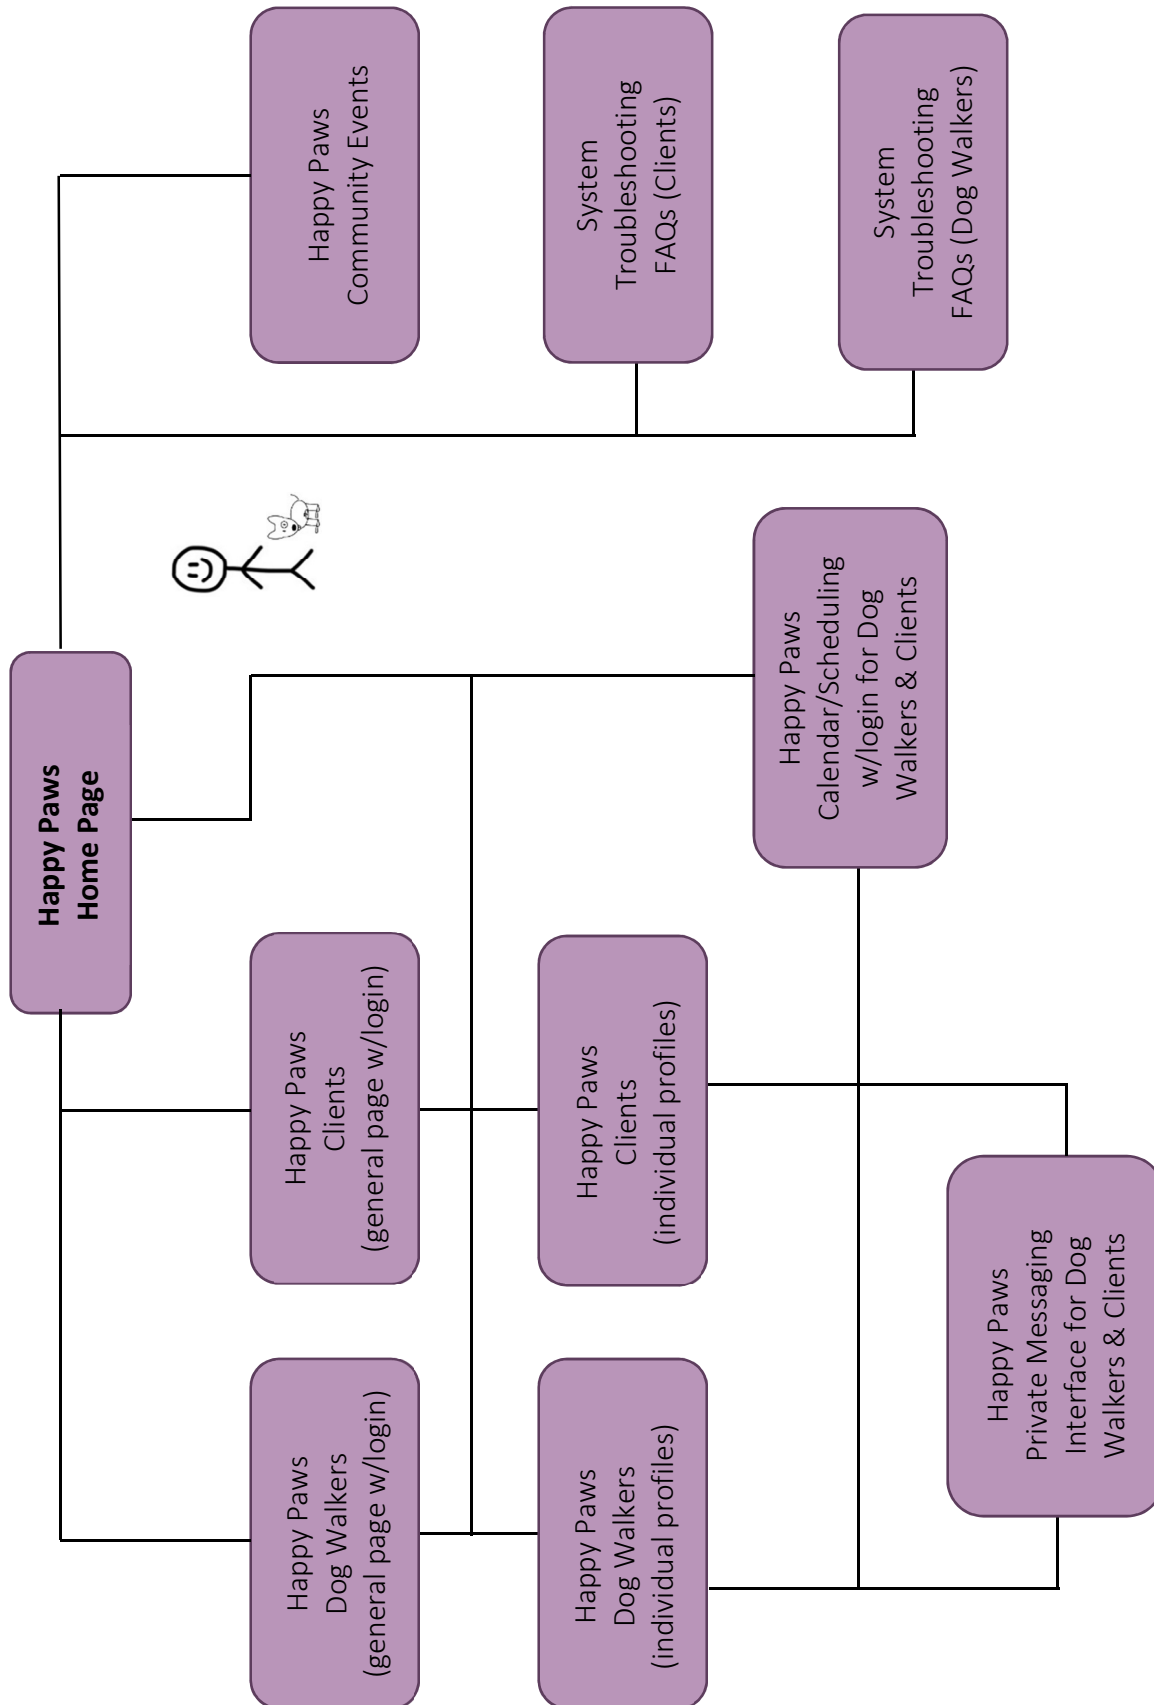 Happy Paws
Home Page
Happy Paws
Dog Walkers
(general page w/login)
Happy Paws
Clients
(general page w/login)
Happy Paws
Community Events
Happy Paws
Dog Walkers
(individual profiles)
Happy Paws
Clients
(individual profiles)
System
Troubleshooting
FAQs (Clients)
Happy Paws
Calendar/Scheduling
w/login for Dog
Walkers & Clients
System
Troubleshooting
FAQs (Dog Walkers)
Happy Paws
Private Messaging
Interface for Dog
Walkers & Clients